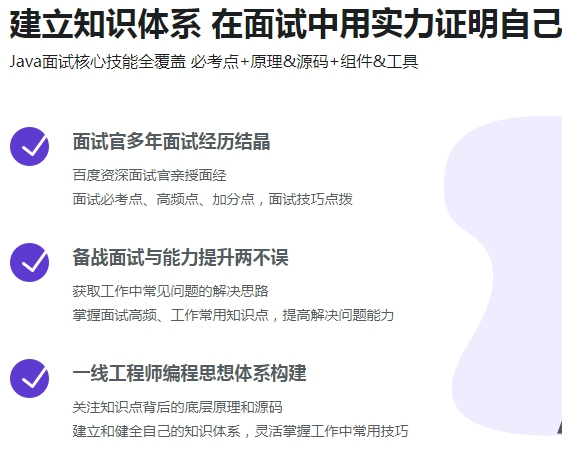 建立知识体系 在面试中用实力证明自己
Java面试核心技能全覆盖 必考点+原理&源码+组件&工具
面试官多年面试经历结晶
百度资深面试官亲授面经
面试必考点、高频点、加分点，面试技巧点拨
备战面试与能力提升两不误
获取工作中常见问题的解决思路
掌握面试高频、工作常用知识点，提高解决问题能力
一线工程师编程思想体系构建
关注知识点背后的底层原理和源码
建立和健全自己的知识体系，灵活掌握工作中常用技巧